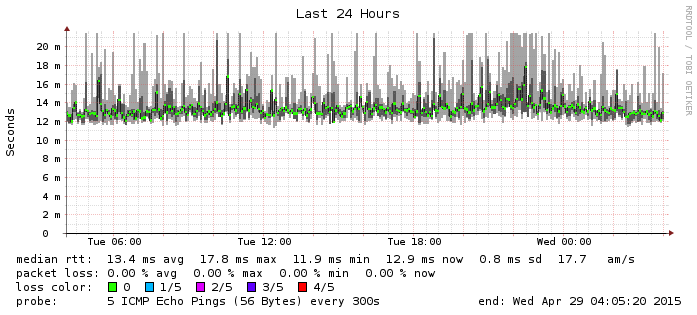 Last 24 Hours
RRDTOOL / TOBI OETIKER
Seconds
20 m
18 m
16 m
14 m
12 m
10 m
8 m
6 m
4 m
2 m
0
Tue 06:00 Tue 12:00 Tue 18:00 Wed 00:00
median rtt: 13.4 ms avg 17.8 ms max 11.9 ms min 12.9 ms now 0.8 ms sd 17.7 am/s
packet loss: 0.00 % avg 0.00 % max 0.00 % min 0.00 % now
loss color: 0 1/5 2/5 3/5 4/5
probe: 5 ICMP Echo Pings (56 Bytes) every 300s end: Wed Apr 29 04:05:20 2015